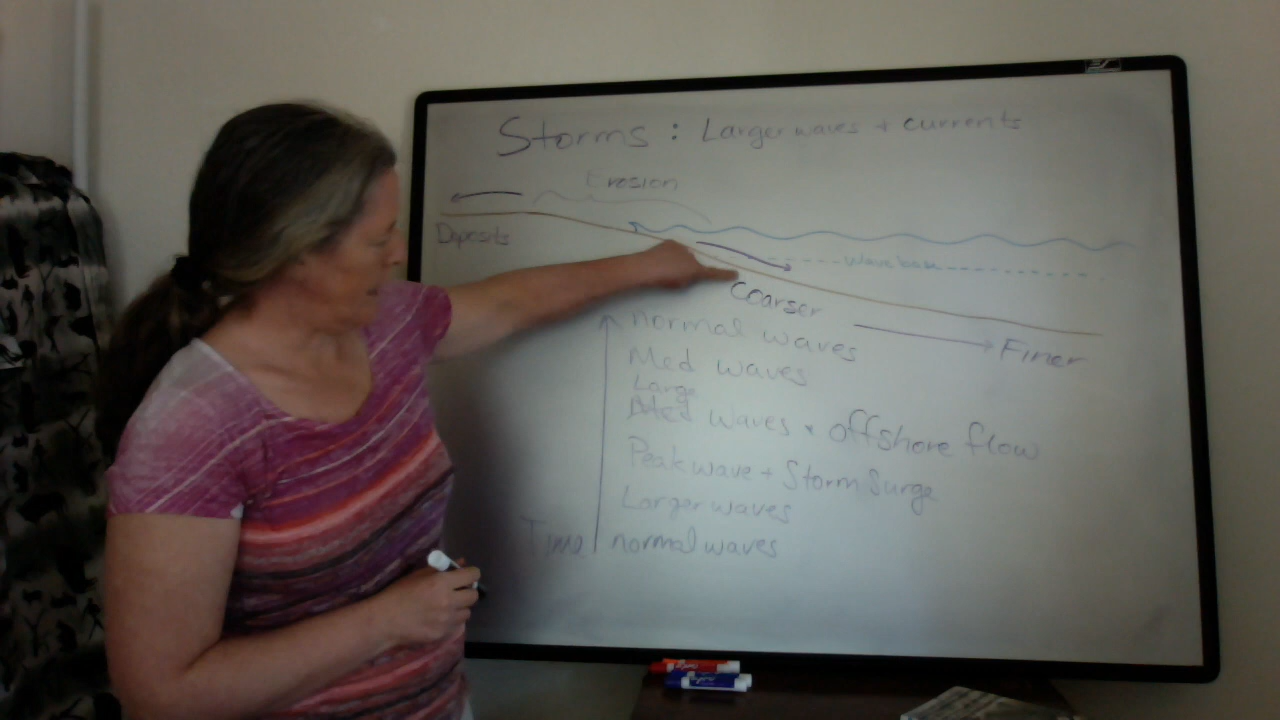 Storms : Larger waves + currents
Erosion
Deposits
Wave base
Coarser
Finer
normal waves
Med waves
Large
Med waves + offshore flow
Peak wave + Storm Surge
Larger waves
Time normal waves